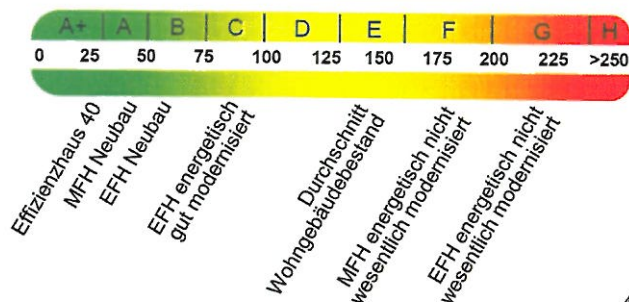 A+ A B C D E F G H
0 25 50 75 100 125 150 175 200 225 >250
Effizienzhaus 40
MFH Neubau
EFH Neubau
EFH energetisch
gut modernisiert
Durchschnitt
Wohngebäudebestand
MFH energetisch nicht
wesentlich modernisiert
EFH energetisch nicht
wesentlich modernisiert